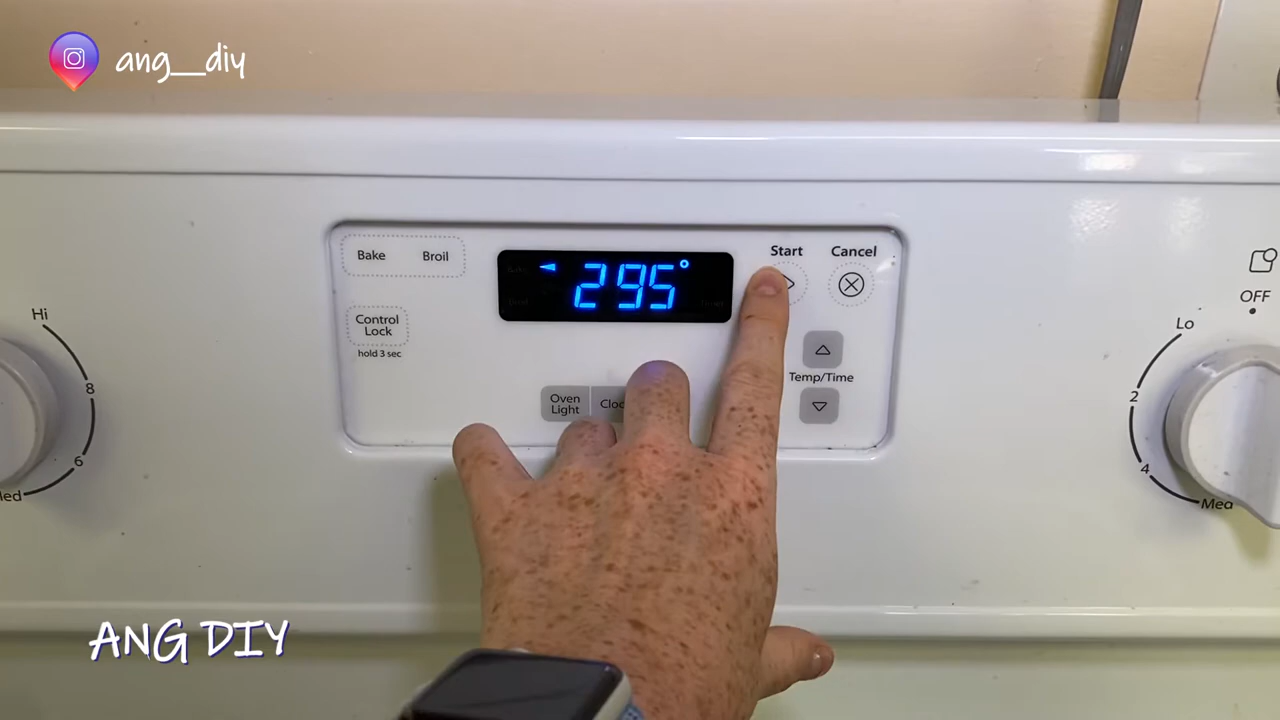 ang__diy
Bake Broil
Start Cancel
295°
Control
Lock
hold 3 sec
Temp/Time
Oven
Light
Hi
8
6
OFF
Lo
2
4
Med
ANG DIY